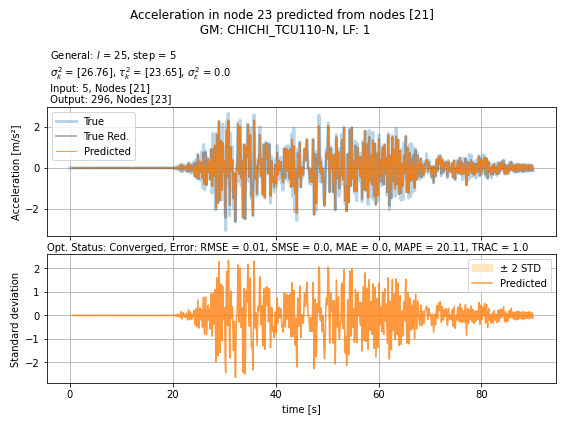 Acceleration in node 23 predicted from nodes [21]
GM: CHICHI_TCU110-N, LF: 1
General: l = 25, step = 5
σ²ₖ = [26.76], τ²ₖ = [23.65], σ²ε = 0.0
Input: 5, Nodes [21]
Output: 296, Nodes [23]
Acceleration [m/s²]
2
0
−2
True
True Red.
Predicted
Opt. Status: Converged, Error: RMSE = 0.01, SMSE = 0.0, MAE = 0.0, MAPE = 20.11, TRAC = 1.0
Standard deviation
2
1
0
−1
−2
± 2 STD
Predicted
0 20 40 60 80
time [s]